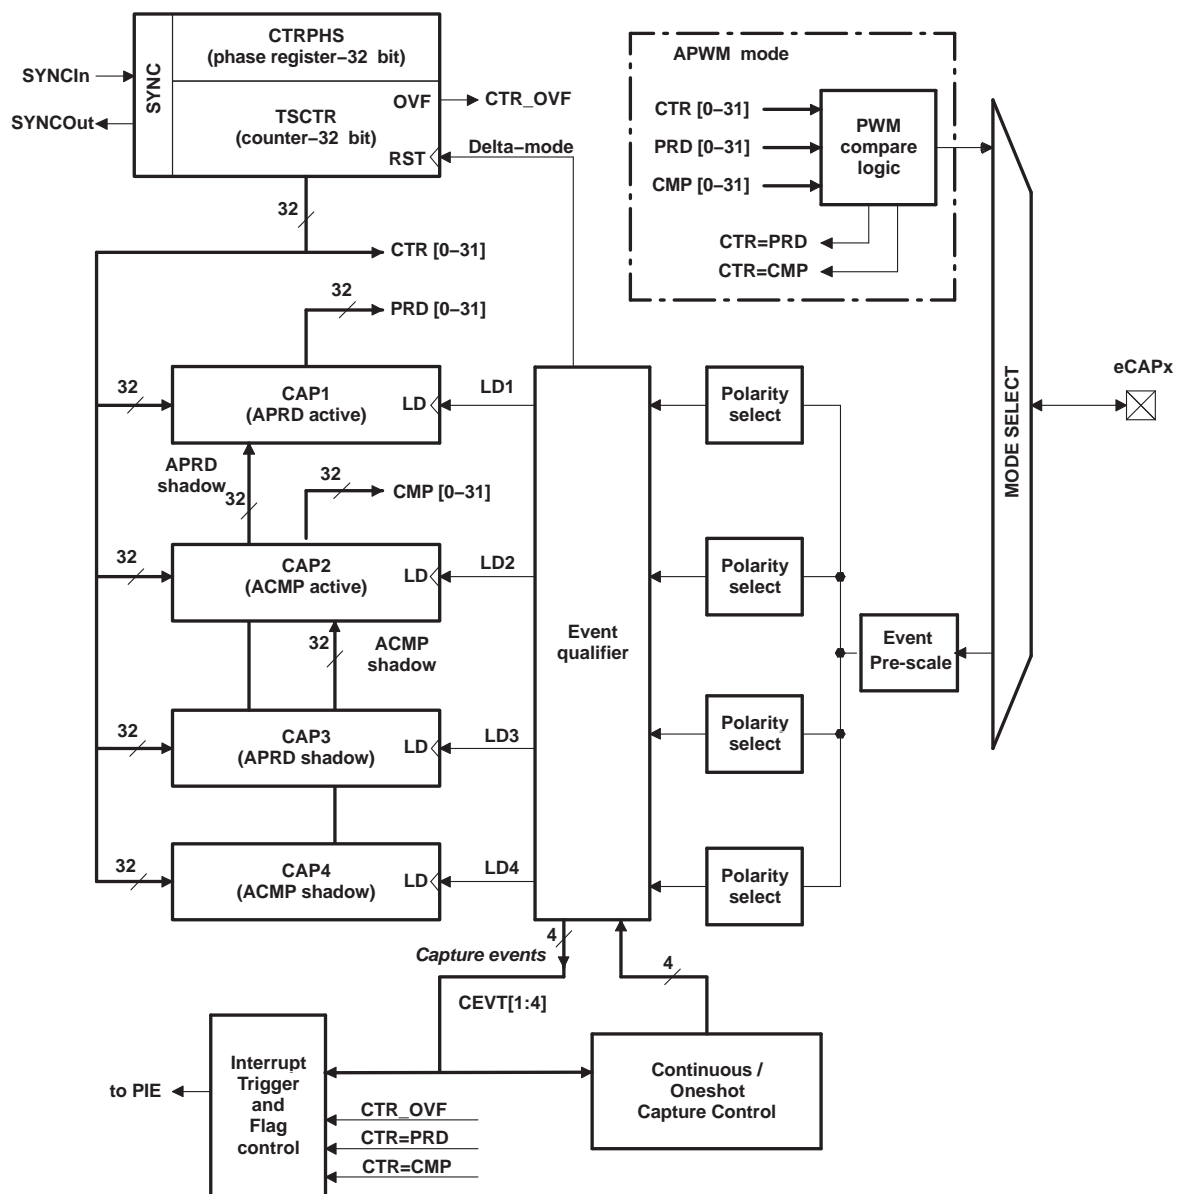 CTRPHS
(phase register−32 bit)
SYNCIn
SYNC
SYNCOut
OVF
CTR_OVF
TSCTR
(counter−32 bit)
RST
Delta−mode
32
CTR [0−31]
32
PRD [0−31]
APWM mode
CTR [0−31]
PRD [0−31]
CMP [0−31]
PWM
compare
logic
CTR=PRD
CTR=CMP
32
CAP1
(APRD active)
LD
LD1
Polarity
select
eCAPx
MODE SELECT
APRD
shadow
32
32
CMP [0−31]
32
CAP2
(ACMP active)
LD
LD2
Polarity
select
32
ACMP
shadow
Event
qualifier
Event
Pre-scale
32
CAP3
(APRD shadow)
LD
LD3
Polarity
select
32
CAP4
(ACMP shadow)
LD
LD4
Polarity
select
4
Capture events
4
CEVT[1:4]
to PIE
Interrupt
Trigger
and
Flag
control
CTR_OVF
CTR=PRD
CTR=CMP
Continuous /
Oneshot
Capture Control